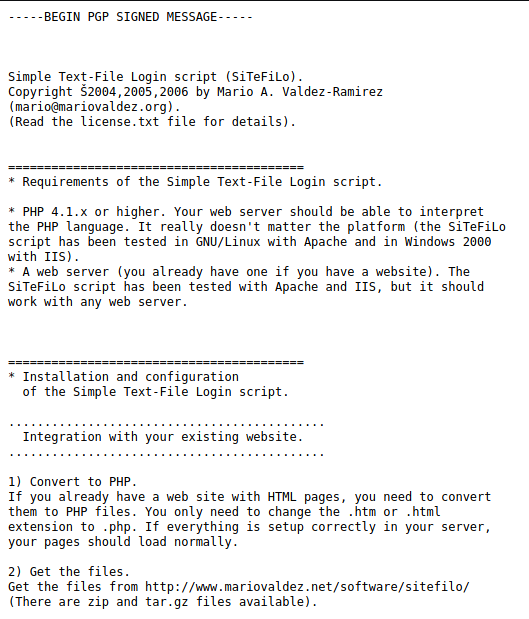 -----BEGIN PGP SIGNED MESSAGE-----
Simple Text-File Login script (SiTeFiLo).
Copyright Š2004,2005,2006 by Mario A. Valdez-Ramirez
(mario@mariovaldez.org).
(Read the license.txt file for details).
=========================================
* Requirements of the Simple Text-File Login script.
* PHP 4.1.x or higher. Your web server should be able to interpret
the PHP language. It really doesn't matter the platform (the SiTeFiLo
script has been tested in GNU/Linux with Apache and in Windows 2000
with IIS).
* A web server (you already have one if you have a website). The
SiTeFiLo script has been tested with Apache and IIS, but it should
work with any web server.
=========================================
* Installation and configuration
of the Simple Text-File Login script.
............................................
Integration with your existing website.
............................................
1) Convert to PHP.
If you already have a web site with HTML pages, you need to convert
them to PHP files. You only need to change the .htm or .html
extension to .php. If everything is setup correctly in your server,
your pages should load normally.
2) Get the files.
Get the files from http://www.mariovaldez.net/software/sitefilo/
(There are zip and tar.gz files available).